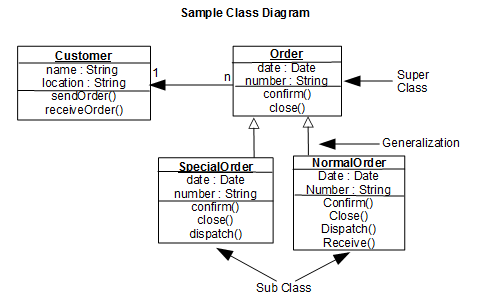 Sample Class Diagram
Customer
name : String
location : String
sendOrder()
receiveOrder()
1
n
Order
date : Date
number : String
confirm()
close()
Super
Class
Generalization
SpecialOrder
date : Date
number : String
confirm()
close()
dispatch()
NormalOrder
Date : Date
Number : String
Confirm()
Close()
Dispatch()
Receive()
Sub Class